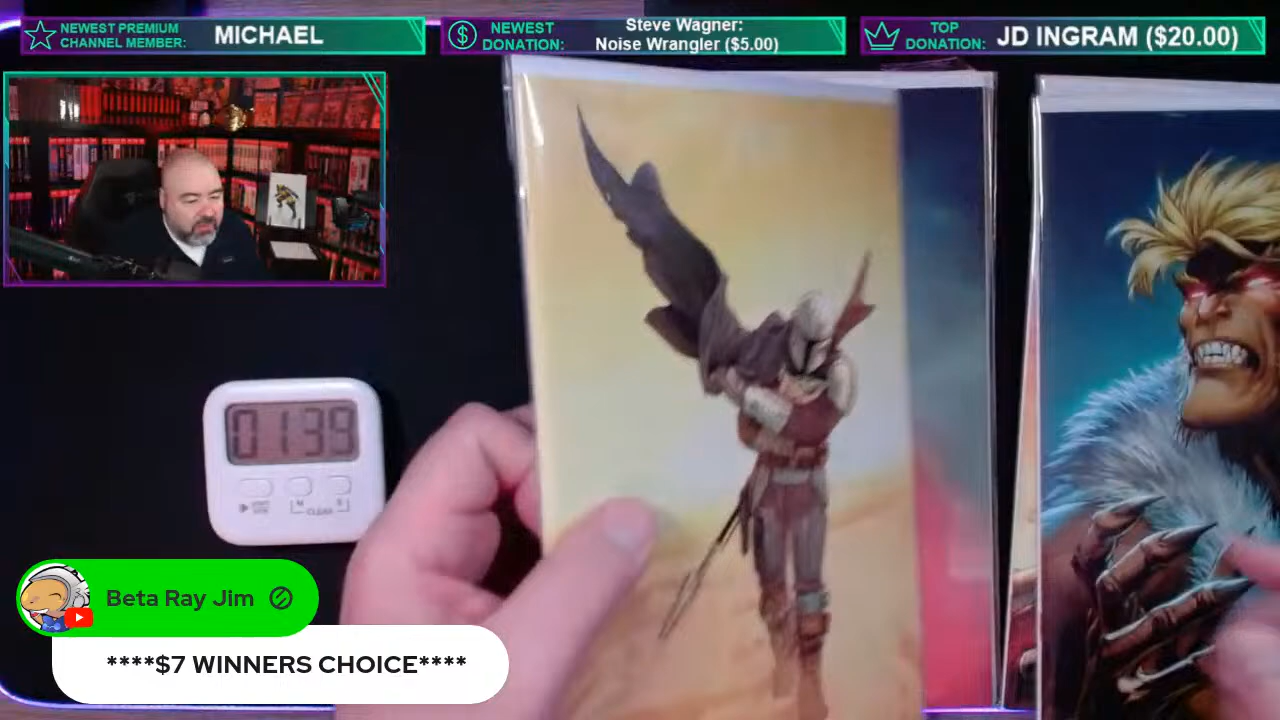 NEWEST PREMIUM
CHANNEL MEMBER:
MICHAEL
NEWEST
DONATION:
Steve Wagner:
Noise Wrangler ($5.00)
TOP
DONATION:
JD INGRAM ($20.00)
01:39
CLEAR
Beta Ray Jim
****$7 WINNERS CHOICE****